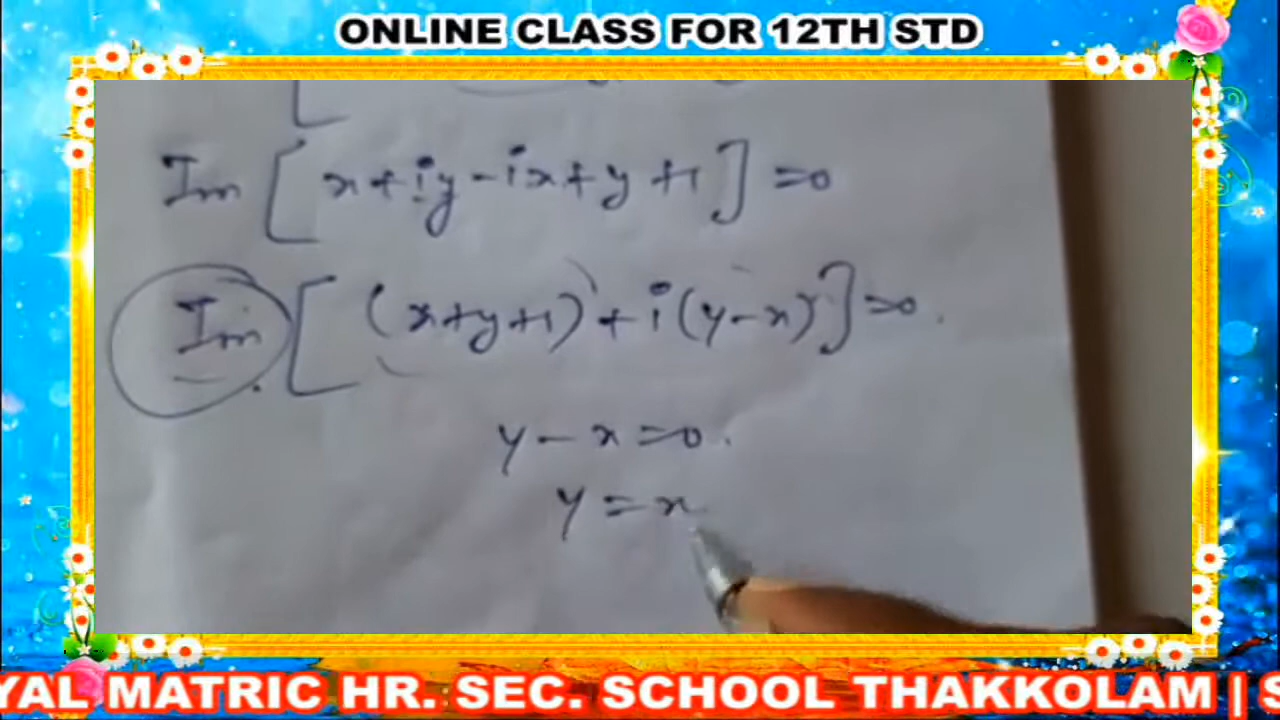 ONLINE CLASS FOR 12TH STD
Im [ x + iy - ix + y + 1 ] = 0
Im [ (x + y + 1) + i (y - x) ] = 0.
y - x = 0.
y = x
YAL MATRIC HR. SEC. SCHOOL THAKKOLAM | S